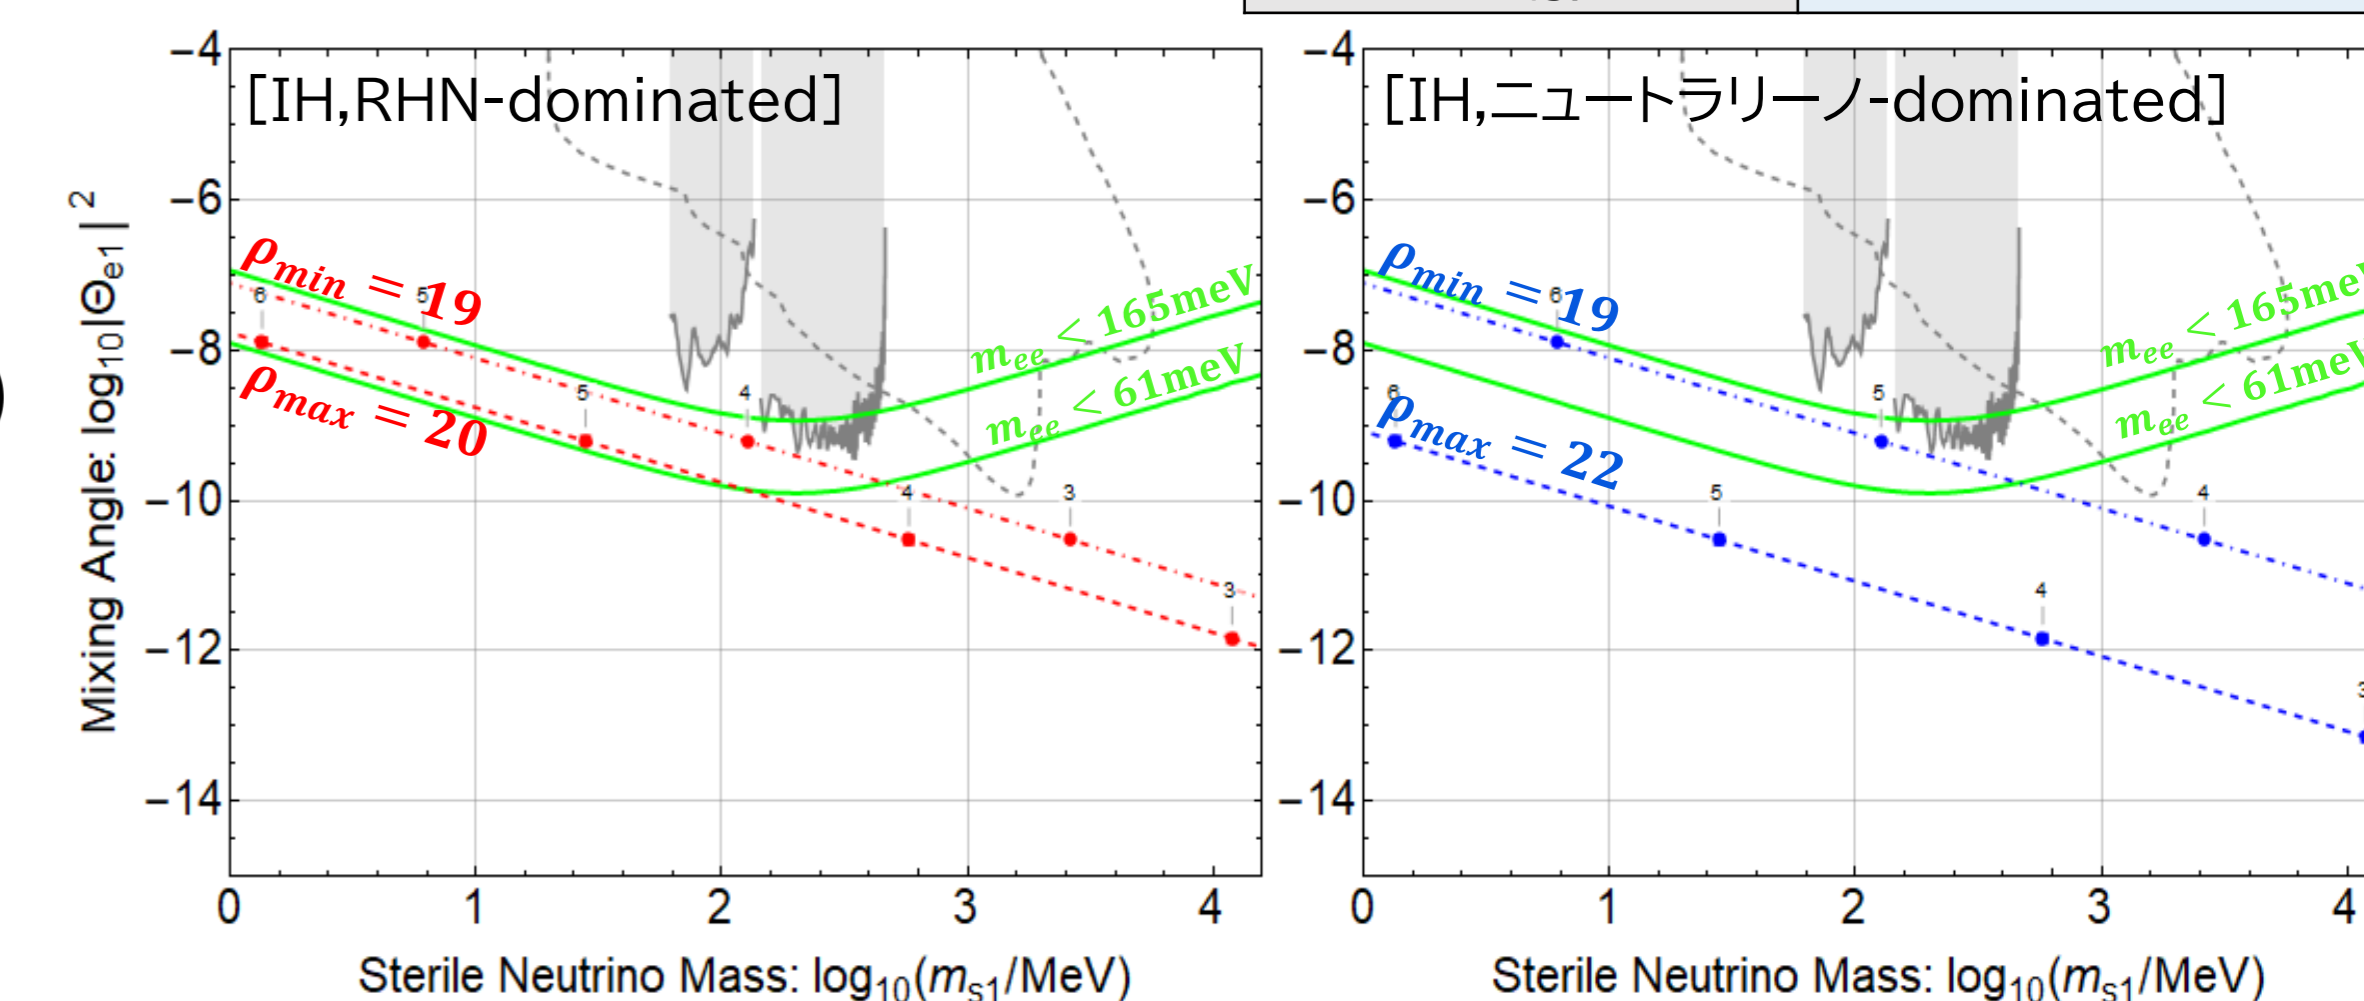 [IH,RHN-dominated]
Mixing Angle: log10|Θe1|²
−4
−6
−8
−10
−12
−14
ρmin = 19
ρmax = 20
mee < 165meV
mee < 61meV
6
5
5
4
4
3
3
0
1
2
3
4
Sterile Neutrino Mass: log10(ms1/MeV)
[IH,ニュートラリーノ-dominated]
−4
−6
−8
−10
−12
−14
ρmin = 19
ρmax = 22
mee < 165me
mee < 61meV
6
6
5
5
4
4
3
0
1
2
3
4
Sterile Neutrino Mass: log10(ms1/MeV)